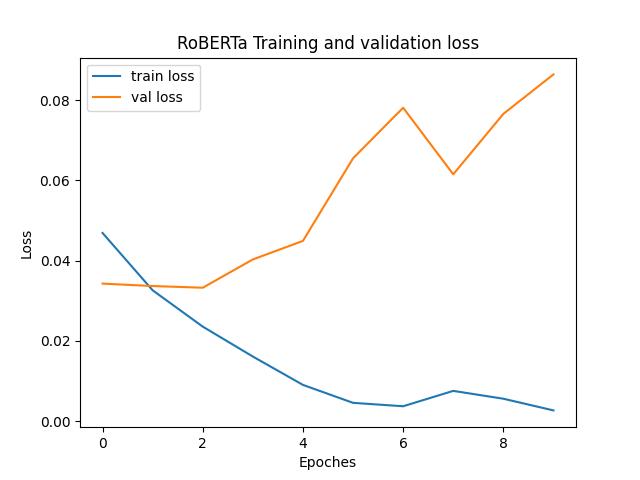 RoBERTa Training and validation loss
train loss
val loss
0.08
0.06
0.04
0.02
0.00
Loss
0 2 4 6 8
Epoches